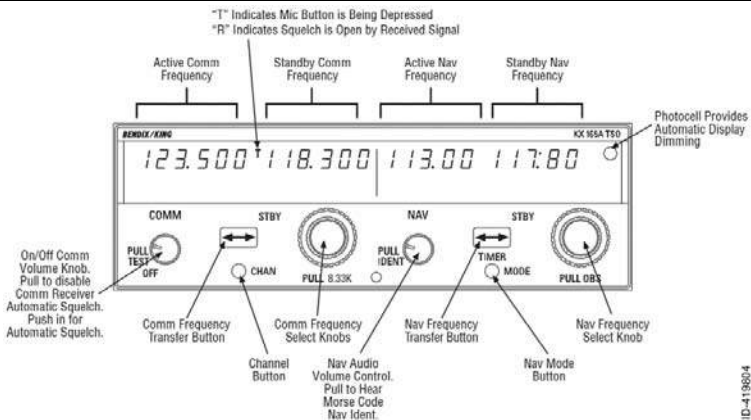 “T” Indicates Mic Button is Being Depressed
“R” Indicates Squelch is Open by Received Signal
Active Comm
Frequency
Standby Comm
Frequency
Active Nav
Frequency
Standby Nav
Frequency
Photocell Provides
Automatic Display
Dimming
BENDIX/KING
KX 165A TSO
123.500 T 118.300 113.00 117.80
COMM
STBY
NAV
STBY
PULL
TEST
OFF
CHAN
PULL 8.33K
PULL
IDENT
TIMER
MODE
PULL OBS
On/Off Comm
Volume Knob.
Pull to disable
Comm Receiver
Automatic Squelch.
Push in for
Automatic Squelch.
Comm Frequency
Transfer Button
Channel
Button
Comm Frequency
Select Knobs
Nav Audio
Volume Control.
Pull to Hear
Morse Code
Nav Ident.
Nav Frequency
Transfer Button
Nav Mode
Button
Nav Frequency
Select Knob
ID-419804